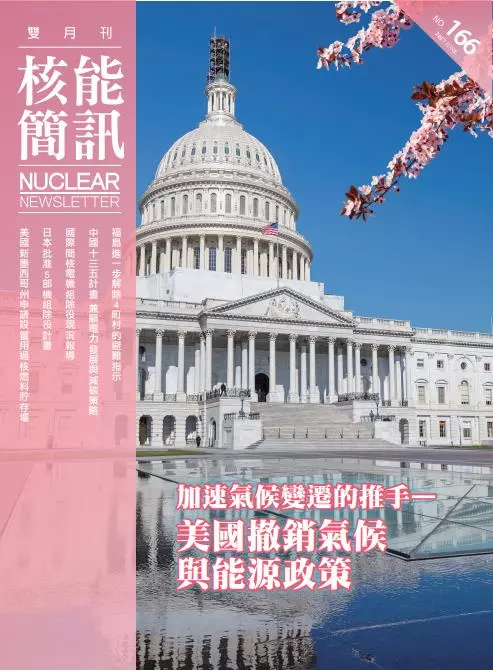 雙月刊
核能
簡訊
NUCLEAR
NEWSLETTER
NO.166
2017 JUNE
福島進一步解除4町村的避難指示
中國十三五計畫 兼顧電力發展與減碳策略
國際間核電機組除役現況報導
日本批准5部機組除役計畫
美國新墨西哥州申請設置用過核燃料貯存場
加速氣候變遷的推手—
美國撤銷氣候
與能源政策